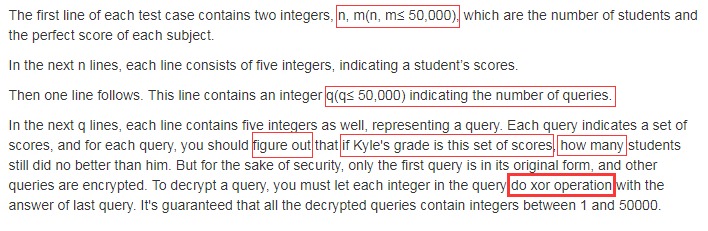 The first line of each test case contains two integers, n, m(n, m≤ 50,000), which are the number of students and
the perfect score of each subject.
In the next n lines, each line consists of five integers, indicating a student's scores.
Then one line follows. This line contains an integer q(q≤ 50,000) indicating the number of queries.
In the next q lines, each line contains five integers as well, representing a query. Each query indicates a set of
scores, and for each query, you should figure out that if Kyle's grade is this set of scores, how many students
still did no better than him. But for the sake of security, only the first query is in its original form, and other
queries are encrypted. To decrypt a query, you must let each integer in the query do xor operation with the
answer of last query. It's guaranteed that all the decrypted queries contain integers between 1 and 50000.